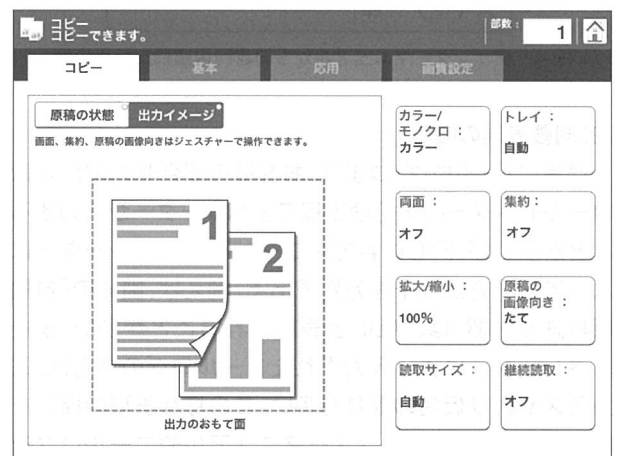 コピー
コピーできます。
部数：
1
コピー
基本
応用
画質設定
原稿の状態
出力イメージ
画面、集約、原稿の画像向きはジェスチャーで操作できます。
1
2
出力のおもて面
カラー/
モノクロ：
カラー
トレイ：
自動
両面：
オフ
集約：
オフ
拡大/縮小：
100%
原稿の
画像向き：
たて
読取サイズ：
自動
継続読取：
オフ